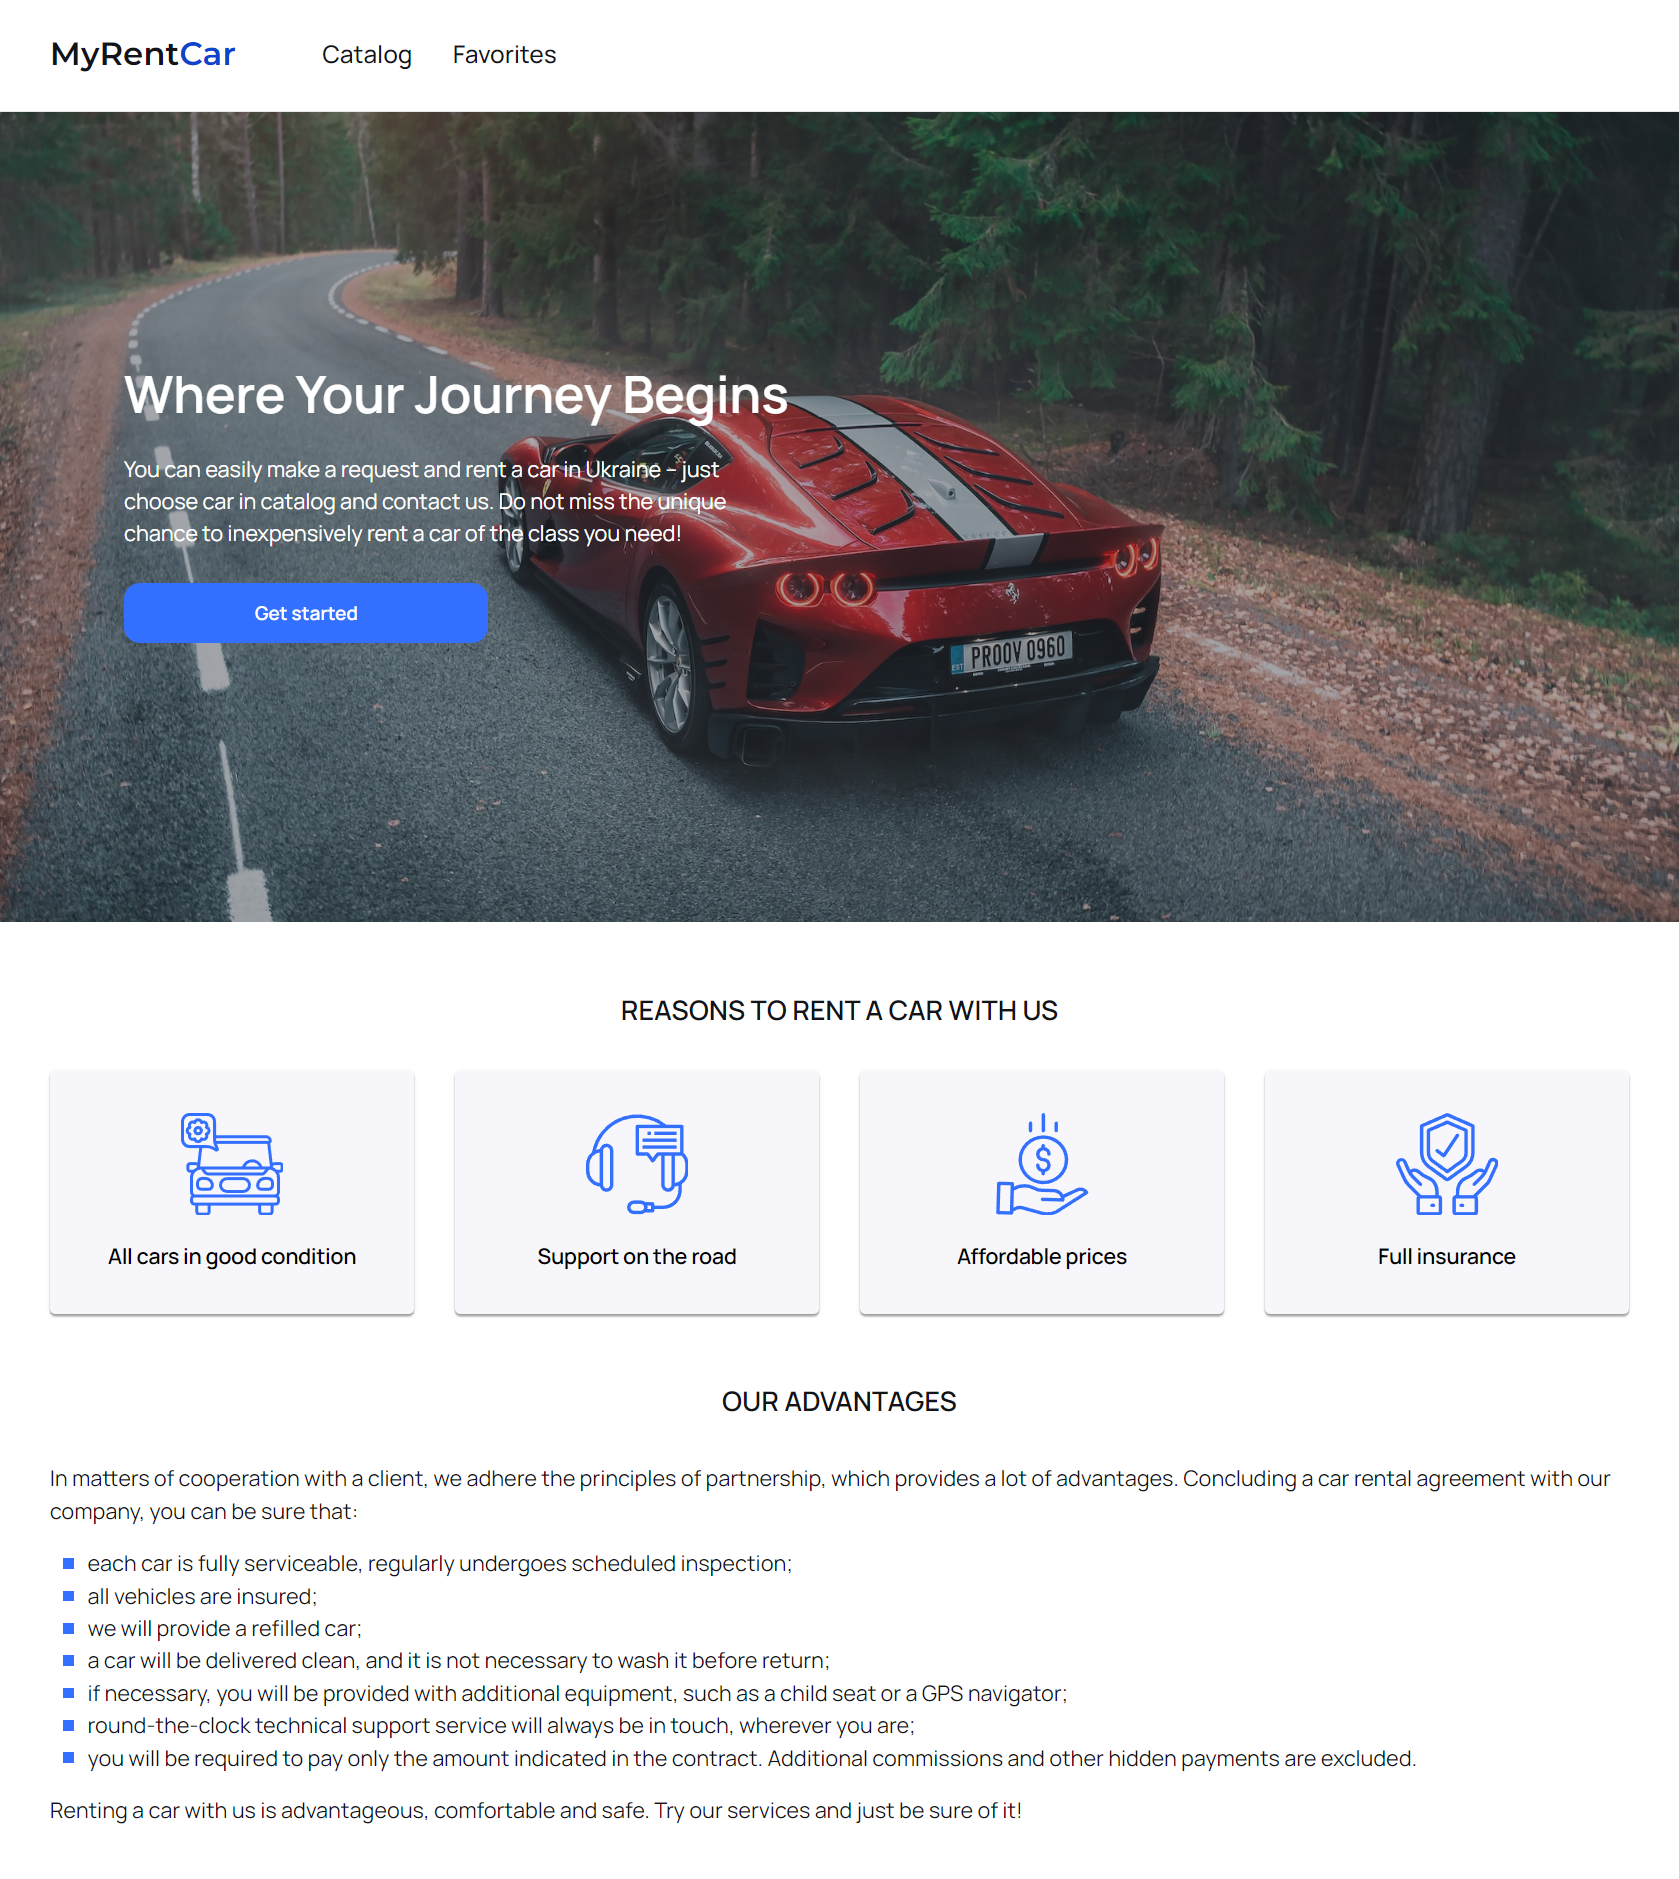 MyRentCar
Catalog
Favorites
Where Your Journey Begins
You can easily make a request and rent a car in Ukraine – just
choose car in catalog and contact us. Do not miss the unique
chance to inexpensively rent a car of the class you need!
Get started
EST PROOV 0960
REASONS TO RENT A CAR WITH US
All cars in good condition
Support on the road
Affordable prices
Full insurance
OUR ADVANTAGES
In matters of cooperation with a client, we adhere the principles of partnership, which provides a lot of advantages. Concluding a car rental agreement with our
company, you can be sure that:
each car is fully serviceable, regularly undergoes scheduled inspection;
all vehicles are insured;
we will provide a refilled car;
a car will be delivered clean, and it is not necessary to wash it before return;
if necessary, you will be provided with additional equipment, such as a child seat or a GPS navigator;
round-the-clock technical support service will always be in touch, wherever you are;
you will be required to pay only the amount indicated in the contract. Additional commissions and other hidden payments are excluded.
Renting a car with us is advantageous, comfortable and safe. Try our services and just be sure of it!